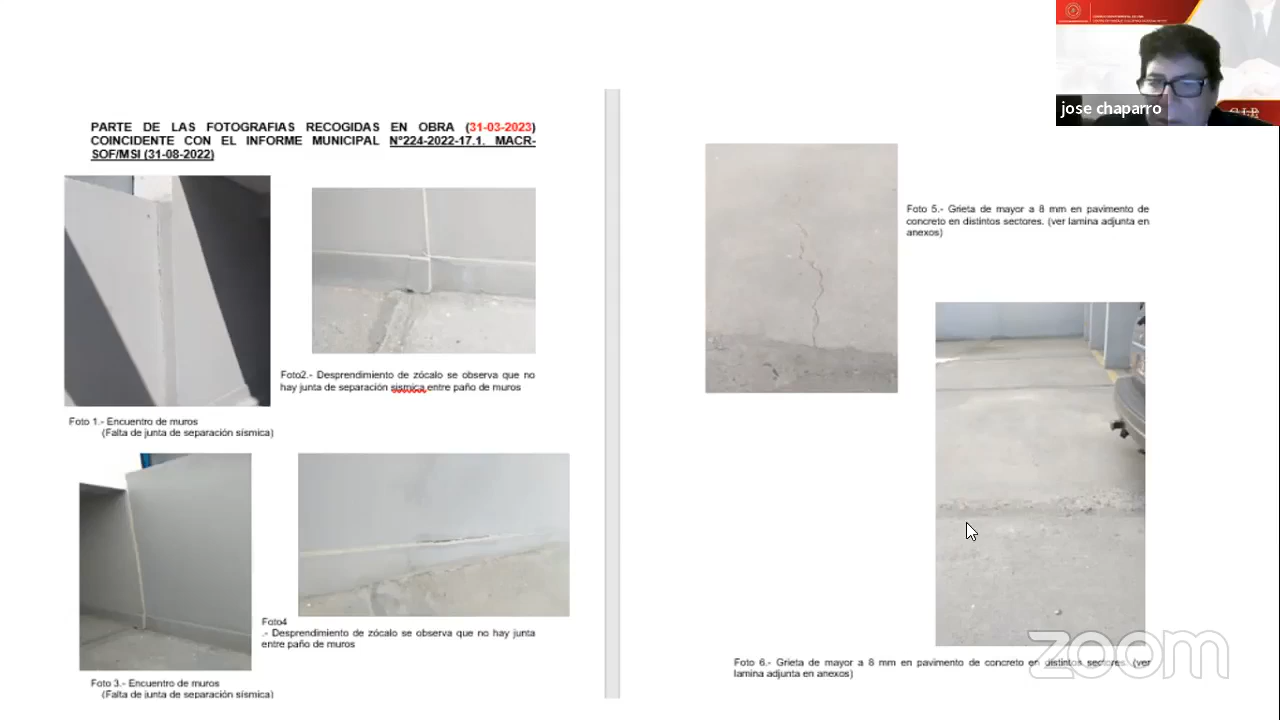 PARTE DE LAS FOTOGRAFIAS RECOGIDAS EN OBRA (31-03-2023)
COINCIDENTE CON EL INFORME MUNICIPAL N°224-2022-17.1. MACR-
SOF/MSI (31-08-2022)
Foto 1.- Encuentro de muros
(Falta de junta de separación sísmica)
Foto2.- Desprendimiento de zócalo se observa que no
hay junta de separación sismica entre paño de muros
Foto 3.- Encuentro de muros
(Falta de junta de separación sísmica)
Foto4
.- Desprendimiento de zócalo se observa que no hay junta
entre paño de muros
Foto 5.- Grieta de mayor a 8 mm en pavimento de
concreto en distintos sectores. (ver lamina adjunta en
anexos)
Foto 6.- Grieta de mayor a 8 mm en pavimento de concreto en distintos sectores. (ver
lamina adjunta en anexos)
jose chaparro
zoom